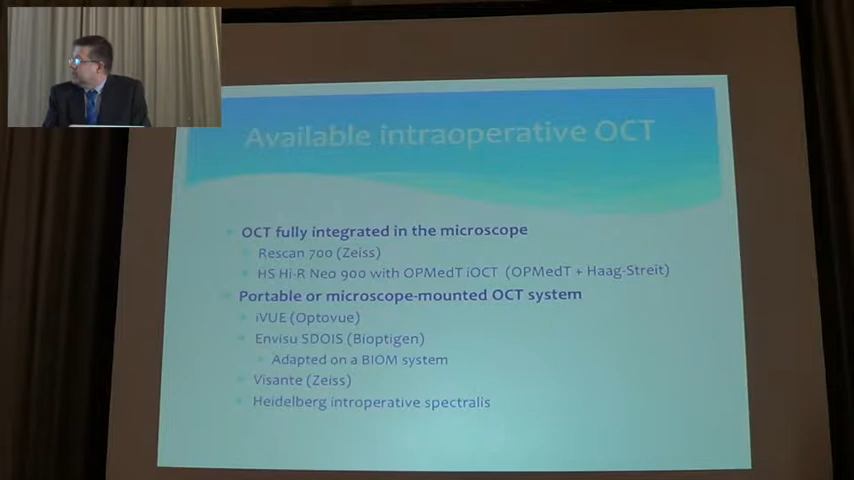 Available intraoperative OCT
OCT fully integrated in the microscope
Rescan 700 (Zeiss)
HS Hi-R Neo 900 with OPMedT iOCT (OPMedT + Haag-Streit)
Portable or microscope-mounted OCT system
iVUE (Optovue)
Envisu SDOIS (Bioptigen)
Adapted on a BIOM system
Visante (Zeiss)
Heidelberg introperative spectralis